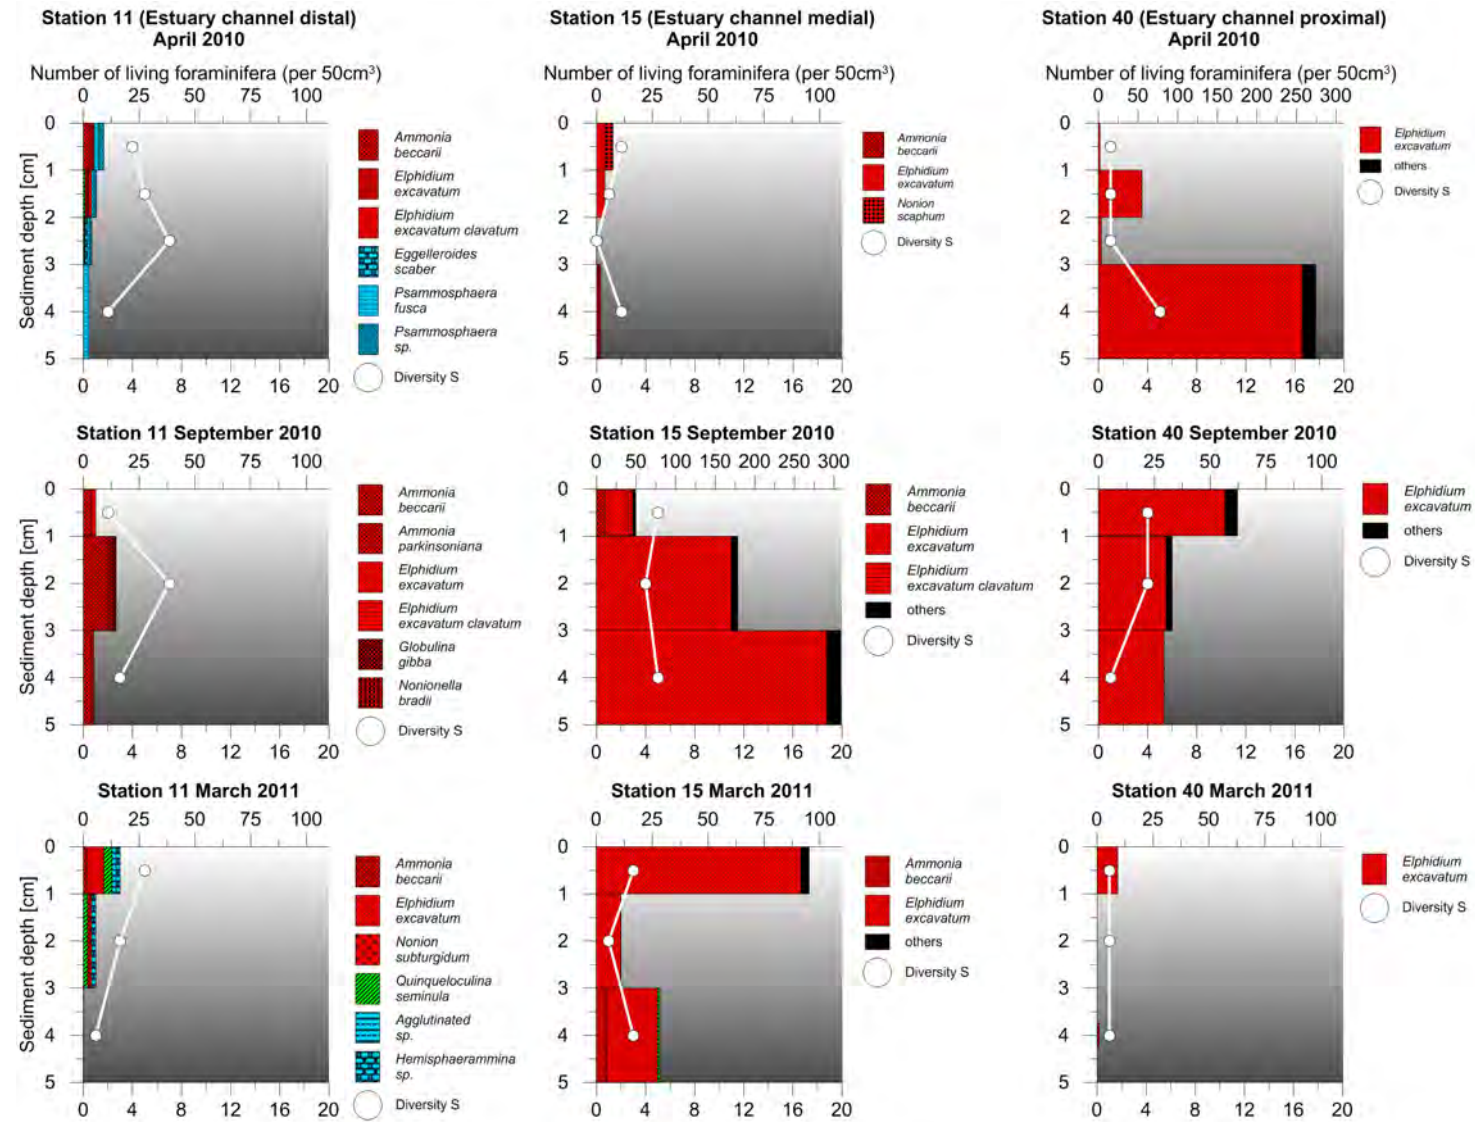 Station 11 (Estuary channel distal)
April 2010
Number of living foraminifera (per 50cm³)
0 25 50 75 100
Sediment depth [cm]
0
1
2
3
4
5
0 4 8 12 16 20
Ammonia
beccarii
Elphidium
excavatum
Elphidium
excavatum clavatum
Eggelleroides
scaber
Psammosphaera
fusca
Psammosphaera
sp.
Diversity S
Station 15 (Estuary channel medial)
April 2010
Number of living foraminifera (per 50cm³)
0 25 50 75 100
0
1
2
3
4
5
0 4 8 12 16 20
Ammonia
beccarii
Elphidium
excavatum
Nonion
scaphum
Diversity S
Station 40 (Estuary channel proximal)
April 2010
Number of living foraminifera (per 50cm³)
0 50 100 150 200 250 300
0
1
2
3
4
5
0 4 8 12 16 20
Elphidium
excavatum
others
Diversity S
Station 11 September 2010
0 25 50 75 100
Sediment depth [cm]
0
1
2
3
4
5
0 4 8 12 16 20
Ammonia
beccarii
Ammonia
parkinsoniana
Elphidium
excavatum
Elphidium
excavatum clavatum
Globulina
gibba
Nonionella
bradii
Diversity S
Station 15 September 2010
0 50 100 150 200 250 300
0
1
2
3
4
5
0 4 8 12 16 20
Ammonia
beccarii
Elphidium
excavatum
Elphidium
excavatum clavatum
others
Diversity S
Station 40 September 2010
0 25 50 75 100
0
1
2
3
4
5
0 4 8 12 16 20
Elphidium
excavatum
others
Diversity S
Station 11 March 2011
0 25 50 75 100
Sediment depth [cm]
0
1
2
3
4
5
0 4 8 12 16 20
Ammonia
beccarii
Elphidium
excavatum
Nonion
subturgidum
Quinqueloculina
seminula
Agglutinated
sp.
Hemisphaerammina
sp.
Diversity S
Station 15 March 2011
0 25 50 75 100
0
1
2
3
4
5
0 4 8 12 16 20
Ammonia
beccarii
Elphidium
excavatum
others
Diversity S
Station 40 March 2011
0 25 50 75 100
0
1
2
3
4
5
0 4 8 12 16 20
Elphidium
excavatum
Diversity S